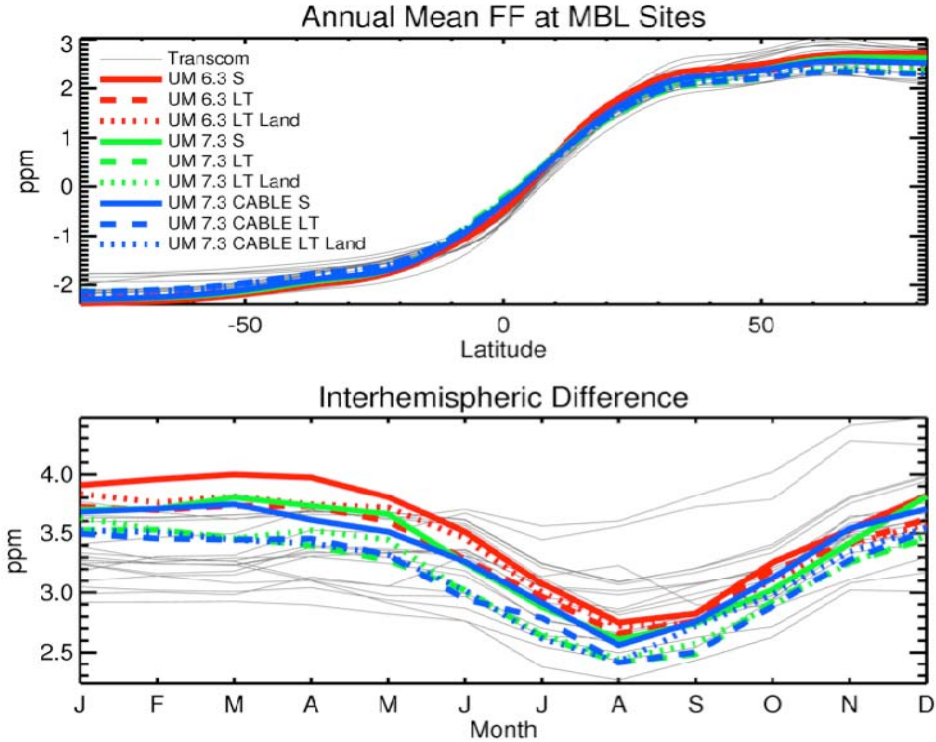 Annual Mean FF at MBL Sites
3
2
1
0
-1
-2
ppm
Transcom
UM 6.3 S
UM 6.3 LT
UM 6.3 LT Land
UM 7.3 S
UM 7.3 LT
UM 7.3 LT Land
UM 7.3 CABLE S
UM 7.3 CABLE LT
UM 7.3 CABLE LT Land
-50 0 50
Latitude
Interhemispheric Difference
4.0
3.5
3.0
2.5
ppm
J F M A M J J A S O N D
Month